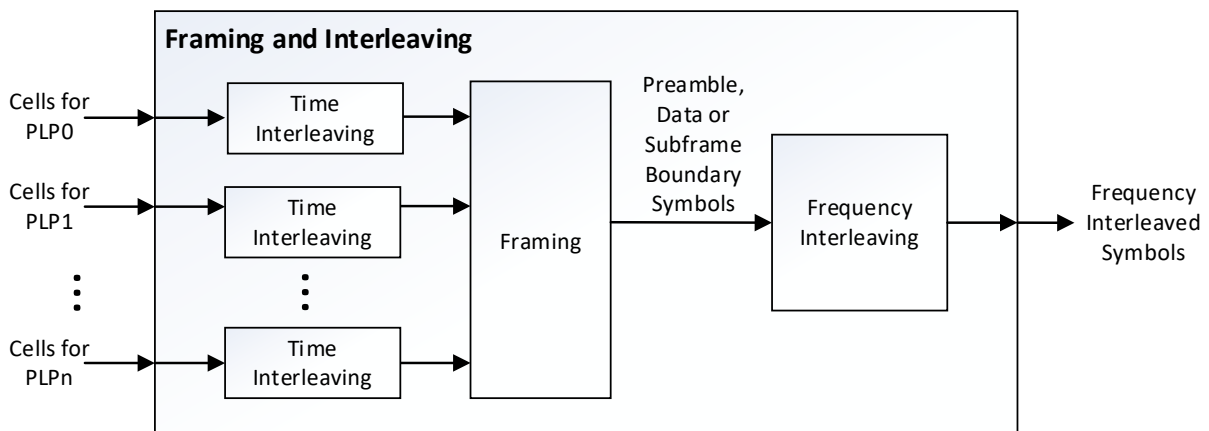 Framing and Interleaving
Cells for
PLP0
Time
Interleaving
Cells for
PLP1
Time
Interleaving
Cells for
PLPn
Time
Interleaving
Framing
Preamble,
Data or
Subframe
Boundary
Symbols
Frequency
Interleaving
Frequency
Interleaved
Symbols